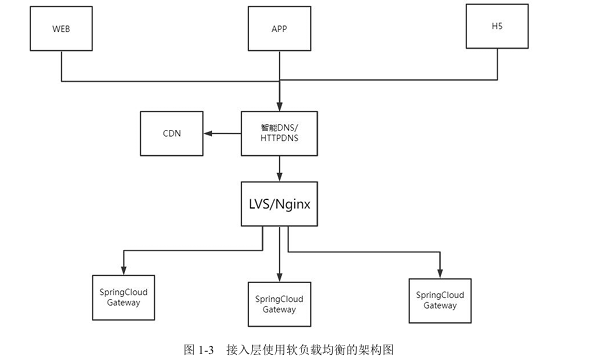 WEB
APP
H5
CDN
智能DNS/
HTTPDNS
LVS/Nginx
SpringCloud
Gateway
SpringCloud
Gateway
SpringCloud
Gateway
图 1-3 接入层使用软负载均衡的架构图